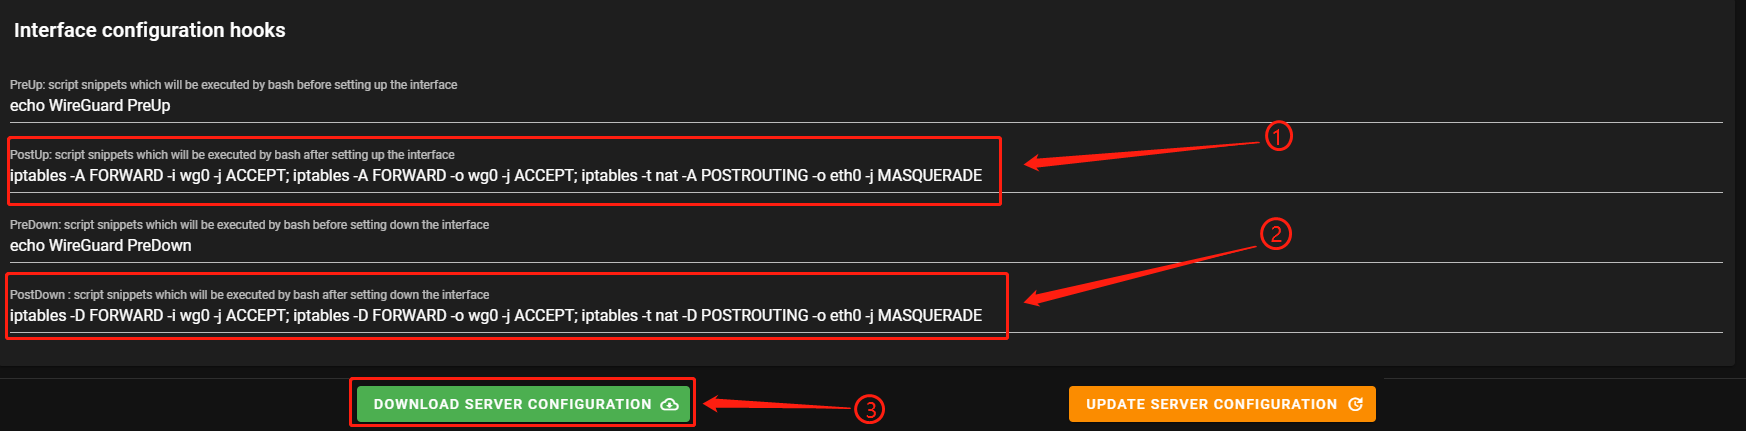 Interface configuration hooks
PreUp: script snippets which will be executed by bash before setting up the interface
echo WireGuard PreUp
PostUp: script snippets which will be executed by bash after setting up the interface
iptables -A FORWARD -i wg0 -j ACCEPT; iptables -A FORWARD -o wg0 -j ACCEPT; iptables -t nat -A POSTROUTING -o eth0 -j MASQUERADE
1
PreDown: script snippets which will be executed by bash before setting down the interface
echo WireGuard PreDown
2
PostDown : script snippets which will be executed by bash after setting down the interface
iptables -D FORWARD -i wg0 -j ACCEPT; iptables -D FORWARD -o wg0 -j ACCEPT; iptables -t nat -D POSTROUTING -o eth0 -j MASQUERADE
DOWNLOAD SERVER CONFIGURATION
3
UPDATE SERVER CONFIGURATION